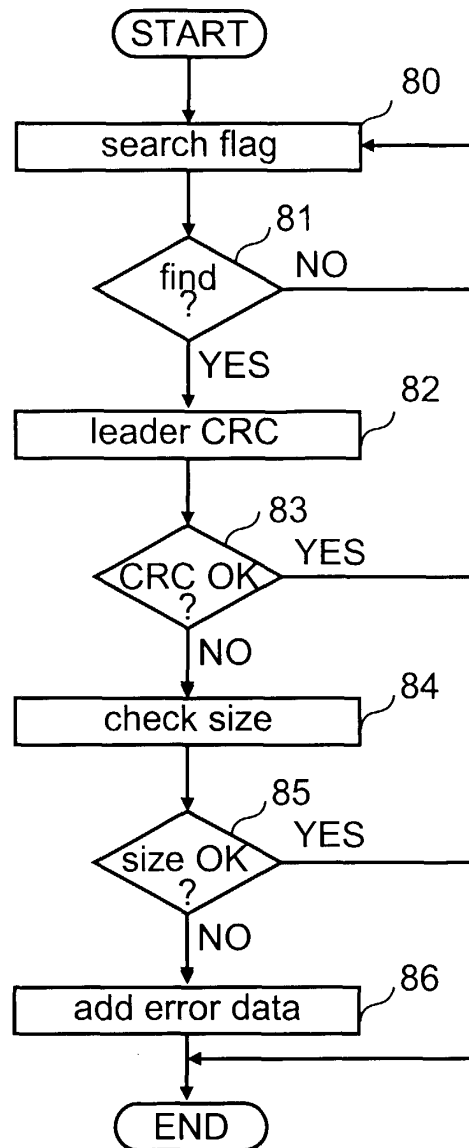 START
80
search flag
81
find
?
NO
YES
82
leader CRC
83
CRC OK
?
YES
NO
84
check size
85
size OK
?
YES
NO
86
add error data
END